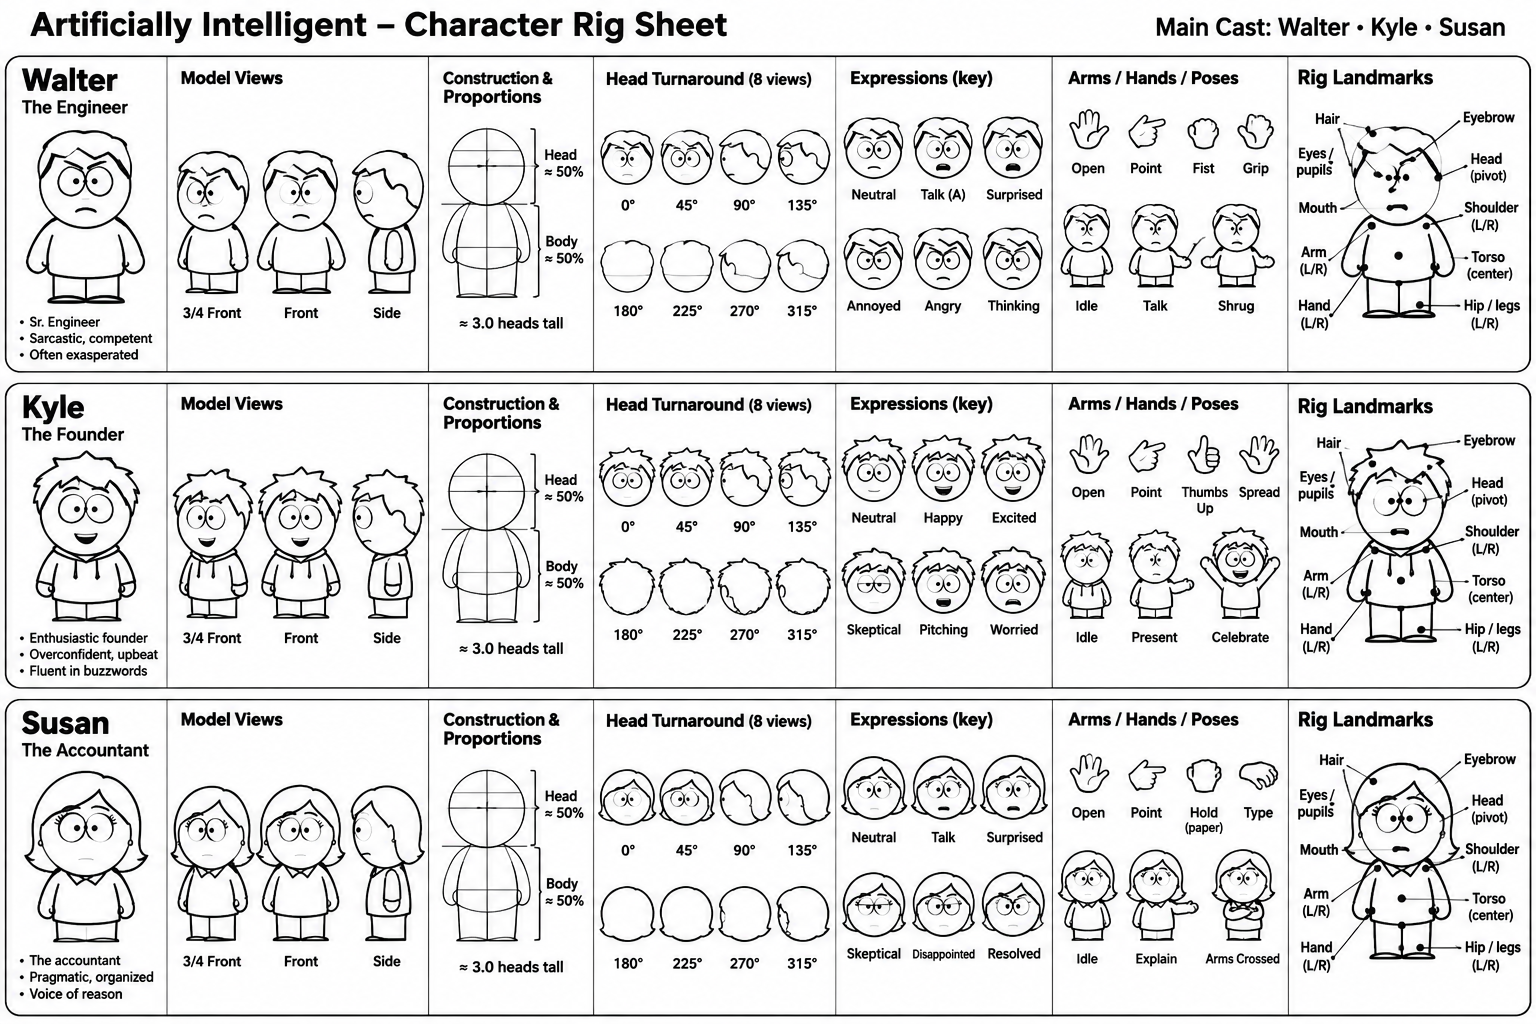 Artificially Intelligent – Character Rig Sheet
Main Cast: Walter • Kyle • Susan
Walter
The Engineer
• Sr. Engineer
• Sarcastic, competent
• Often exasperated
Model Views
3/4 Front
Front
Side
Construction &
Proportions
Head
≈ 50%
Body
≈ 50%
≈ 3.0 heads tall
Head Turnaround (8 views)
0°
45°
90°
135°
180°
225°
270°
315°
Expressions (key)
Neutral
Talk (A)
Surprised
Annoyed
Angry
Thinking
Arms / Hands / Poses
Open
Point
Fist
Grip
Idle
Talk
Shrug
Rig Landmarks
Hair
Eyes /
pupils
Mouth
Arm
(L/R)
Hand
(L/R)
Eyebrow
Head
(pivot)
Shoulder
(L/R)
Torso
(center)
Hip / legs
(L/R)
Kyle
The Founder
• Enthusiastic founder
• Overconfident, upbeat
• Fluent in buzzwords
Model Views
3/4 Front
Front
Side
Construction &
Proportions
Head
≈ 50%
Body
≈ 50%
≈ 3.0 heads tall
Head Turnaround (8 views)
0°
45°
90°
135°
180°
225°
270°
315°
Expressions (key)
Neutral
Happy
Excited
Skeptical
Pitching
Worried
Arms / Hands / Poses
Open
Point
Thumbs
Up
Spread
Idle
Present
Celebrate
Rig Landmarks
Hair
Eyes /
pupils
Mouth
Arm
(L/R)
Hand
(L/R)
Eyebrow
Head
(pivot)
Shoulder
(L/R)
Torso
(center)
Hip / legs
(L/R)
Susan
The Accountant
• The accountant
• Pragmatic, organized
• Voice of reason
Model Views
3/4 Front
Front
Side
Construction &
Proportions
Head
≈ 50%
Body
≈ 50%
≈ 3.0 heads tall
Head Turnaround (8 views)
0°
45°
90°
135°
180°
225°
270°
315°
Expressions (key)
Neutral
Talk
Surprised
Skeptical
Disappointed
Resolved
Arms / Hands / Poses
Open
Point
Hold
(paper)
Type
Idle
Explain
Arms Crossed
Rig Landmarks
Hair
Eyes /
pupils
Mouth
Arm
(L/R)
Hand
(L/R)
Eyebrow
Head
(pivot)
Shoulder
(L/R)
Torso
(center)
Hip / legs
(L/R)